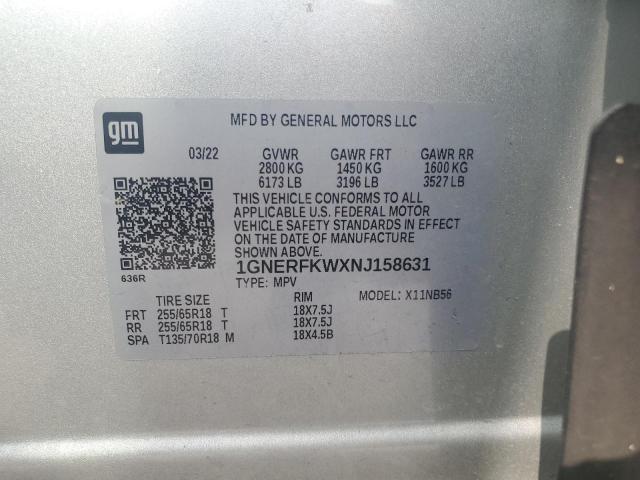 gm
MFD BY GENERAL MOTORS LLC
03/22 GVWR GAWR FRT GAWR RR
2800 KG 1450 KG 1600 KG
6173 LB 3196 LB 3527 LB
THIS VEHICLE CONFORMS TO ALL
APPLICABLE U.S. FEDERAL MOTOR
VEHICLE SAFETY STANDARDS IN EFFECT
ON THE DATE OF MANUFACTURE
SHOWN ABOVE.
1GNERFKWXNJ158631
636R
TYPE: MPV
TIRE SIZE RIM MODEL: X11NB56
FRT 255/65R18 T 18X7.5J
RR 255/65R18 T 18X7.5J
SPA T135/70R18 M 18X4.5B